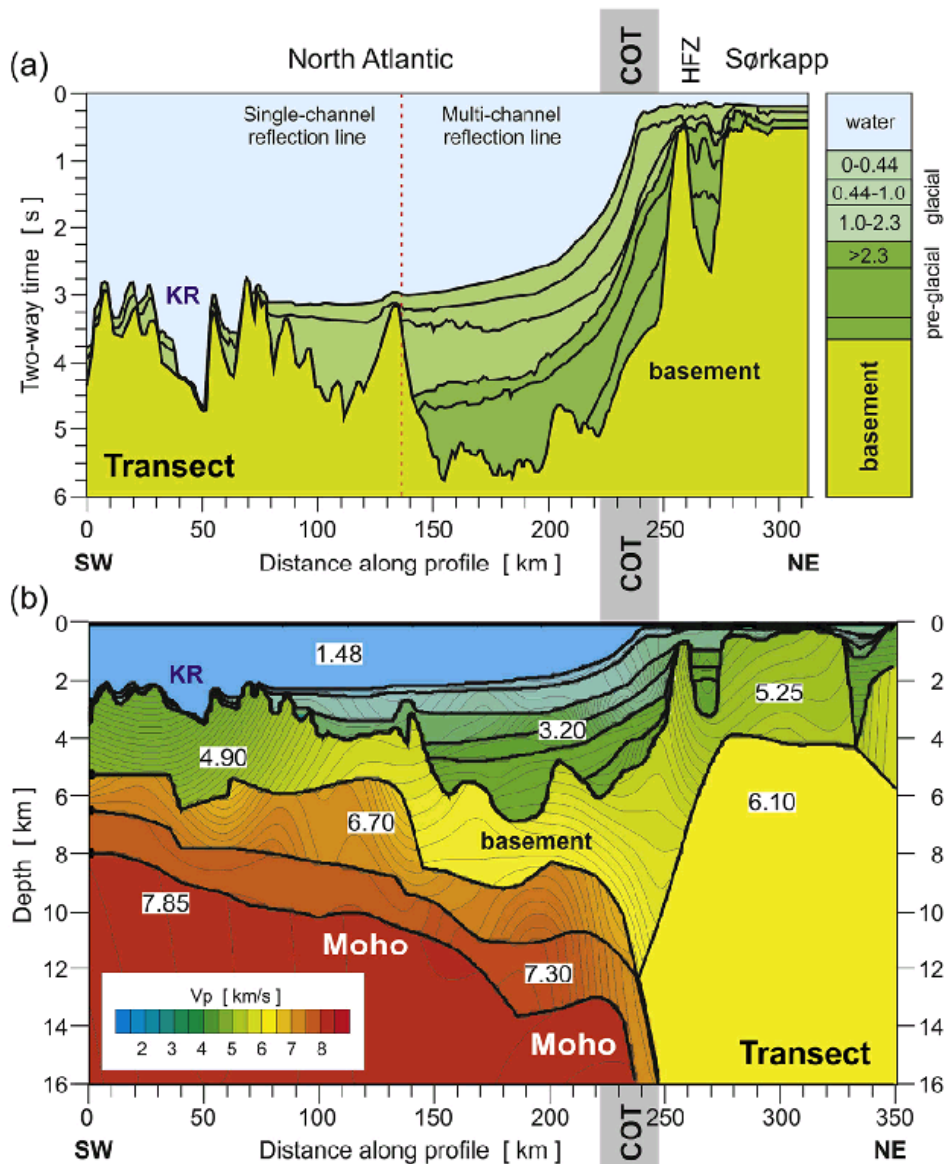 (a)
North Atlantic
COT
HFZ
Sørkapp
Single-channel
reflection line
Multi-channel
reflection line
KR
basement
Transect
Two-way time [ s ]
0
1
2
3
4
5
6
0 50 100 150 200 250 300
SW
Distance along profile [ km ]
NE
COT
water
0-0.44
0.44-1.0
1.0-2.3
>2.3
basement
glacial
pre-glacial
(b)
KR
1.48
4.90
3.20
5.25
6.70
basement
6.10
7.85
Moho
7.30
Moho
Transect
Vp [ km/s ]
2 3 4 5 6 7 8
Depth [ km ]
0 0
2 2
4 4
6 6
8 8
10 10
12 12
14 14
16 16
0 50 100 150 200 250 300 350
SW
Distance along profile [ km ]
COT
NE